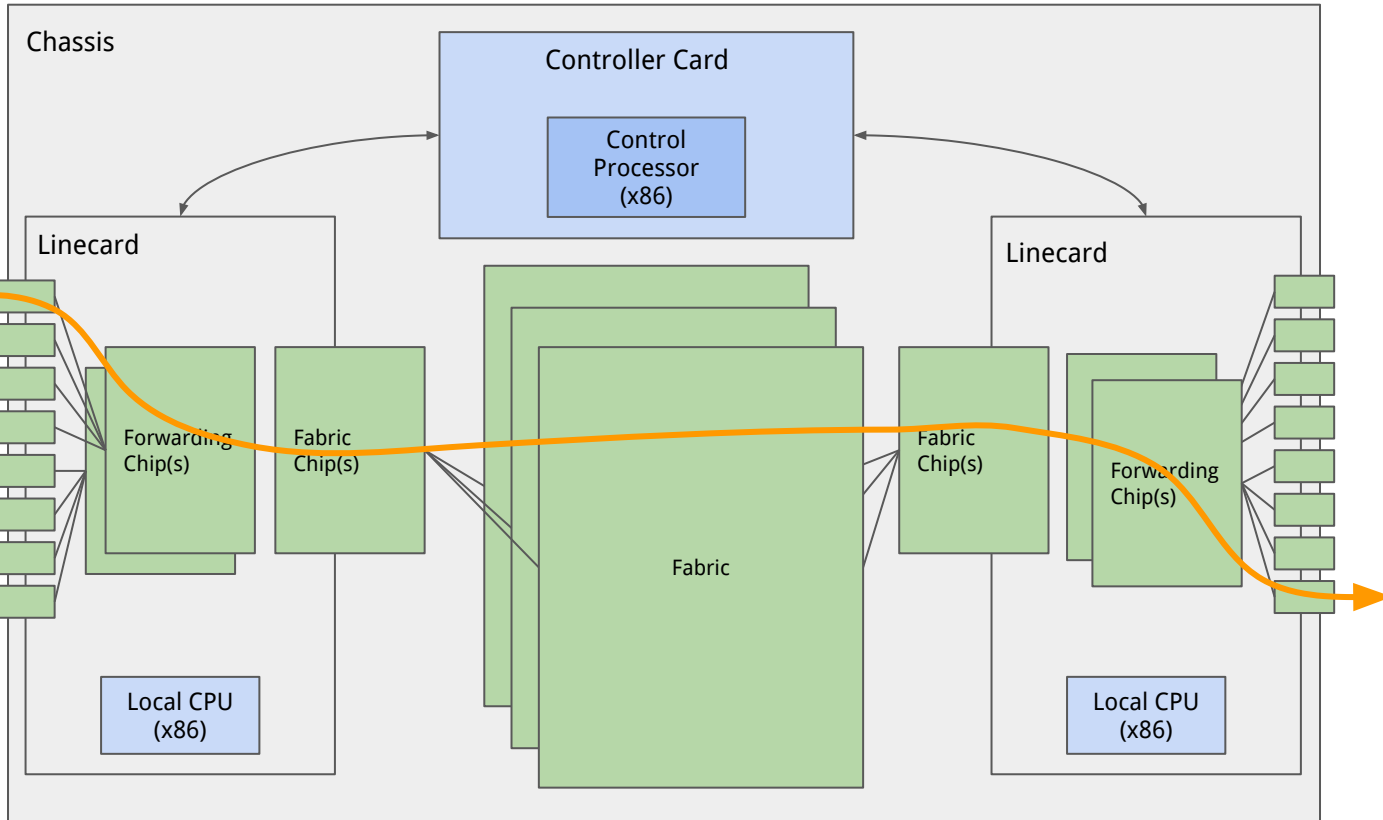 Chassis
Controller Card
Control
Processor
(x86)
Linecard
Linecard
Forwarding
Chip(s)
Fabric
Chip(s)
Fabric
Fabric
Chip(s)
Forwarding
Chip(s)
Local CPU
(x86)
Local CPU
(x86)